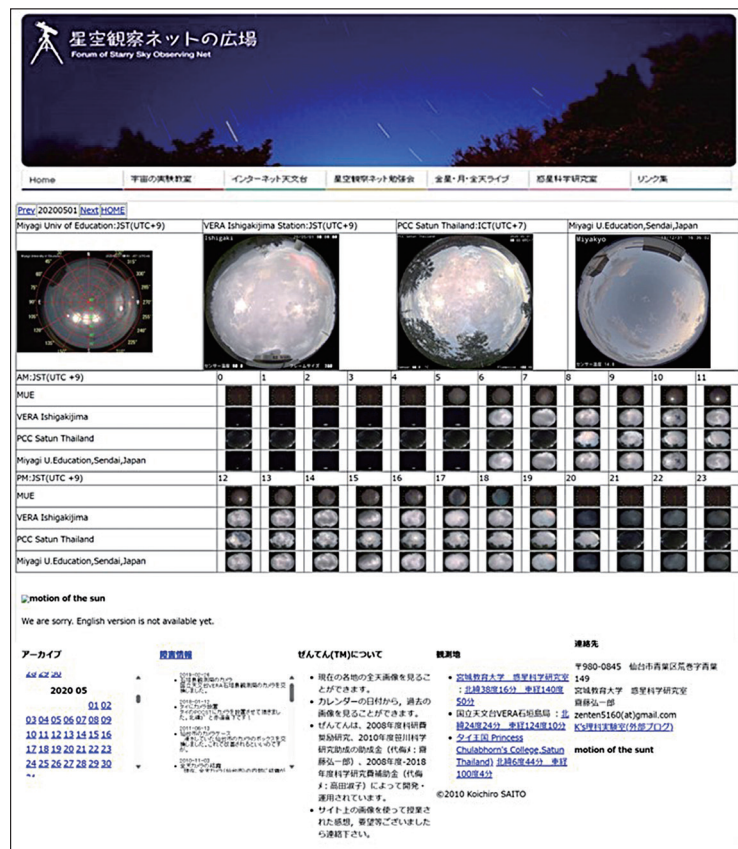 星空観察ネットの広場
Forum of Starry Sky Observing Net
Home 宇宙の実験教室 インターネット天文台 星空観察ネット勉強会 金星・月・全天ライブ 惑星科学研究室 リンク集
Prev 20200501 Next HOME
Miyagi Univ of Education:JST(UTC+9) VERA Ishigakijima Station:JST(UTC+9) PCC Satun Thailand:ICT(UTC+7) Miyagi U.Education,Sendai,Japan
Ishigaki
Miyakyo
AM:JST(UTC +9) 0 1 2 3 4 5 6 7 8 9 10 11
MUE
VERA Ishigakijima
PCC Satun Thailand
Miyagi U.Education,Sendai,Japan
PM:JST(UTC +9) 12 13 14 15 16 17 18 19 20 21 22 23
MUE
VERA Ishigakijima
PCC Satun Thailand
Miyagi U.Education,Sendai,Japan
motion of the sun
We are sorry. English version is not available yet.
アーカイブ
28 29 30
2020 05
01 02
03 04 05 06 07 08 09
10 11 12 13 14 15 16
17 18 19 20 21 22 23
24 25 26 27 28 29 30
障害情報
ぜんてん(TM)について
現在の各地の全天画像を見るこ
とができます。
カレンダーの日付から，過去の
画像を見ることができます。
ぜんてんは、2008年度科研費
奨励研究、2010年度笹川科学
研究助成の助成金（代侮ﾒ：齋
藤弘一郎）、2008年度-2018
年度科学研究費補助金（代侮
ﾒ：高田淑子）によって開発・
運用されています。
サイト上の画像を使って授業さ
れた感想，要望等ございました
ら連絡下さい。
観測地
宮城教育大学 惑星科学研究室
：北緯38度16分 東経140度
50分
国立天文台VERA石垣島局：北
緯24度24分 東経124度10分
タイ王国 Princess
Chulabhorn's College,Satun
Thailand) 北緯6度44分 東経
100度4分
©2010 Koichiro SAITO
連絡先
〒980-0845 仙台市青葉区荒巻字青葉
149
宮城教育大学 惑星科学研究室
齋藤弘一郎
zenten5160(at)gmail.com
K's理科実験室(外部ブログ)
motion of the sunt